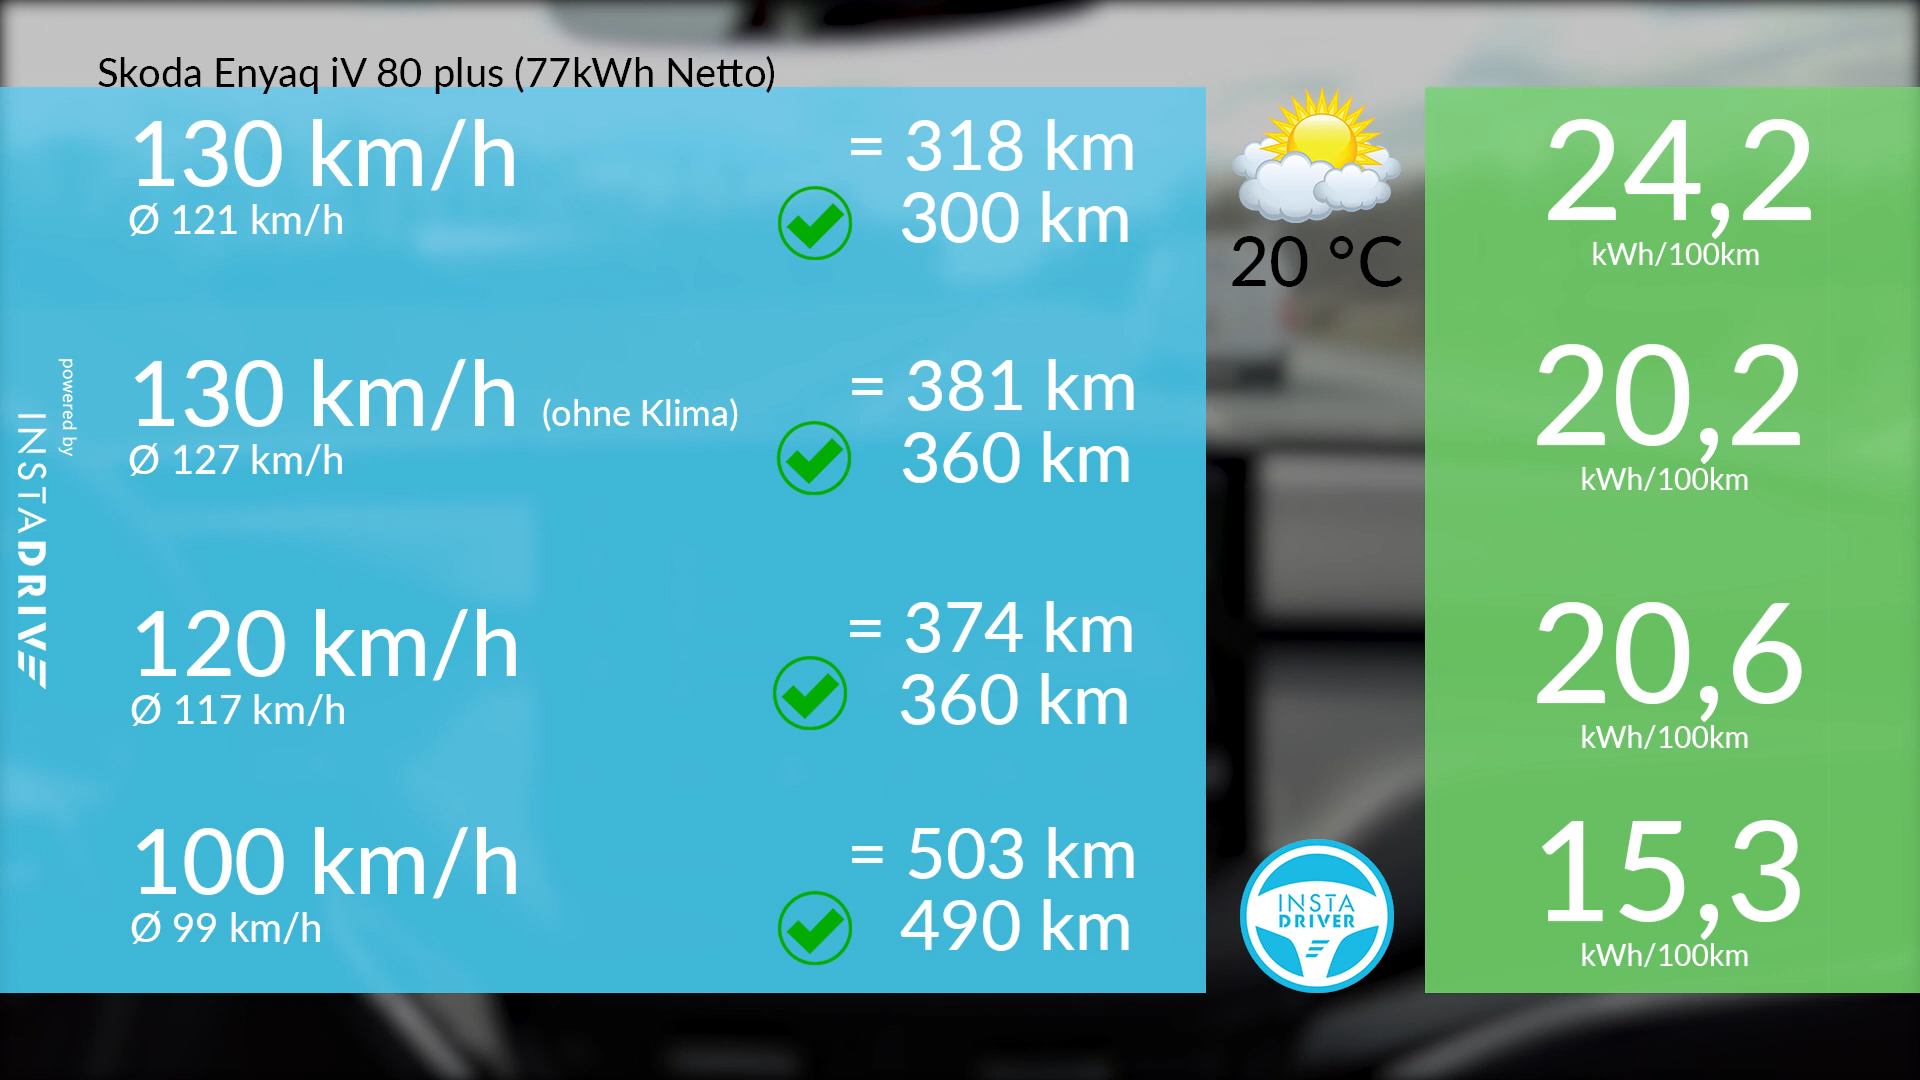 Skoda Enyaq iV 80 plus (77kWh Netto)
130 km/h
Ø 121 km/h
= 318 km
300 km
20 °C
24,2
kWh/100km
130 km/h (ohne Klima)
Ø 127 km/h
= 381 km
360 km
20,2
kWh/100km
120 km/h
Ø 117 km/h
= 374 km
360 km
20,6
kWh/100km
100 km/h
Ø 99 km/h
= 503 km
490 km
15,3
kWh/100km
powered by
INSTADRIVE
INSTA
DRIVER